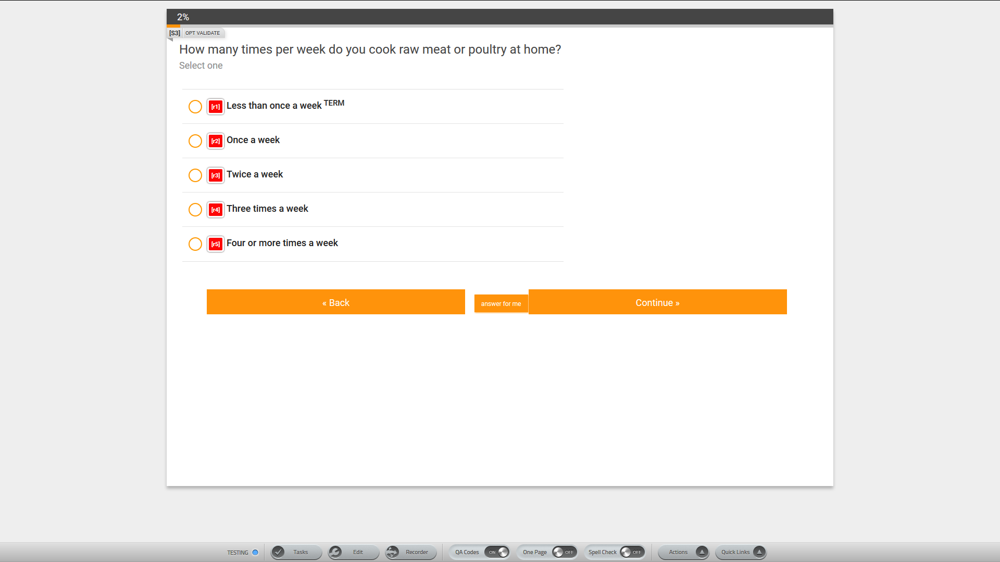 2%
[S3] OPT VALIDATE
How many times per week do you cook raw meat or poultry at home?
Select one
[r1] Less than once a week TERM
[r2] Once a week
[r3] Twice a week
[r4] Three times a week
[r5] Four or more times a week
« Back answer for me Continue »
TESTING Tasks Edit Recorder QA Codes ON One Page OFF Spell Check OFF Actions Quick Links